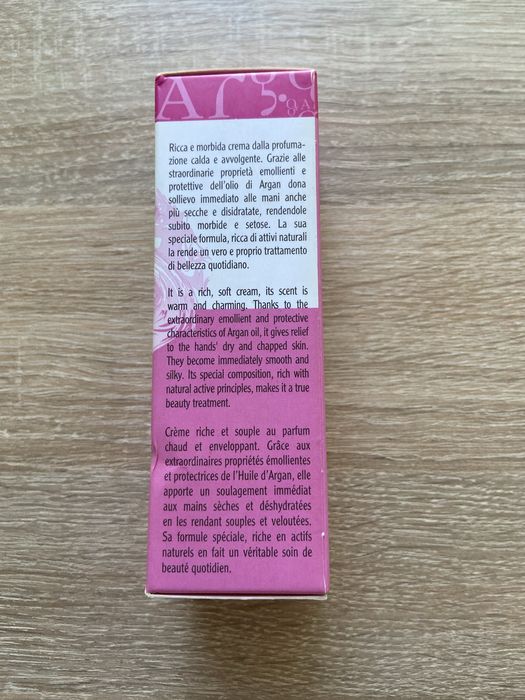 Ar
Ricca e morbida crema dalla profuma-
zione calda e avvolgente. Grazie alle
straordinarie proprietà emollienti e
protettive dell'olio di Argan dona
sollievo immediato alle mani anche
più secche e disidratate, rendendole
subito morbide e setose. La sua
speciale formula, ricca di attivi naturali
la rende un vero e proprio trattamento
di bellezza quotidiano.
It is a rich, soft cream, its scent is
warm and charming. Thanks to the
extraordinary emollient and protective
characteristics of Argan oil, it gives relief
to the hands' dry and chapped skin.
They become immediately smooth and
silky. Its special composition, rich with
natural active principles, makes it a true
beauty treatment.
Crème riche et souple au parfum
chaud et enveloppant. Grâce aux
extraordinaires propriétés émollientes
et protectrices de l'Huile d'Argan, elle
apporte un soulagement immédiat
aux mains sèches et déshydratées
en les rendant souples et veloutées.
Sa formule spéciale, riche en actifs
naturels en fait un véritable soin de
beauté quotidien.